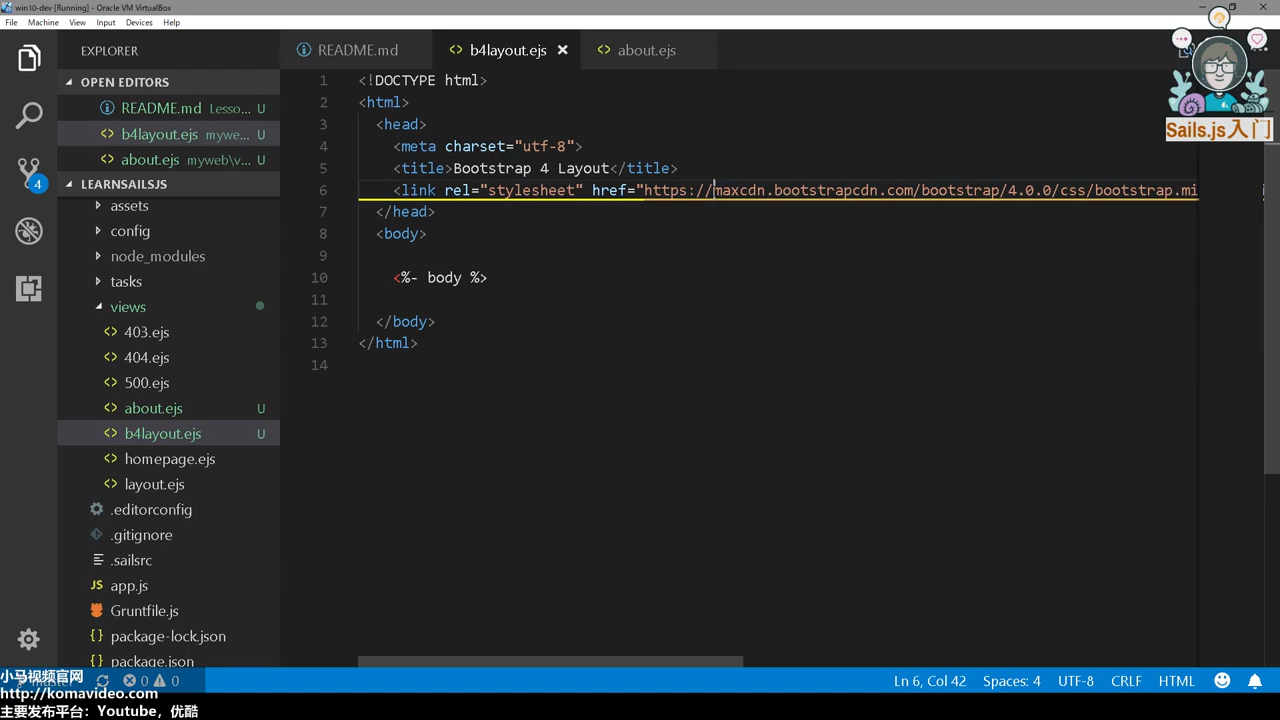 win10-dev [Running] - Oracle VM VirtualBox
File Machine View Input Devices Help
EXPLORER
README.md
b4layout.ejs
about.ejs
OPEN EDITORS
README.md Lesso... U
b4layout.ejs mywe... U
about.ejs myweb\v... U
LEARNSAILSJS
assets
config
node_modules
tasks
views
403.ejs
404.ejs
500.ejs
about.ejs U
b4layout.ejs U
homepage.ejs
layout.ejs
.editorconfig
.gitignore
.sailsrc
JS app.js
Gruntfile.js
{} package-lock.json
{} package.json
4
1 <!DOCTYPE html>
2 <html>
3 <head>
4 <meta charset="utf-8">
5 <title>Bootstrap 4 Layout</title>
6 <link rel="stylesheet" href="https://maxcdn.bootstrapcdn.com/bootstrap/4.0.0/css/bootstrap.mi
7 </head>
8 <body>
9
10 <%- body %>
11
12 </body>
13 </html>
14
Sails.js入门
小马视频官网
http://komavideo.com
主要发布平台：Youtube，优酷
0 0
Ln 6, Col 42 Spaces: 4 UTF-8 CRLF HTML